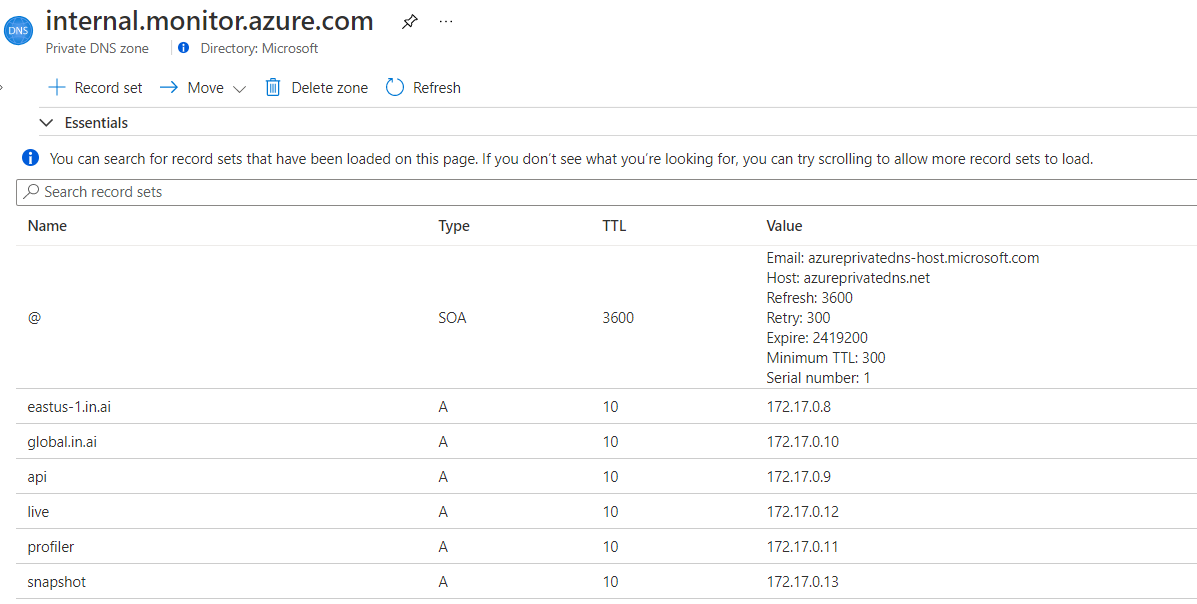 DNS
internal.monitor.azure.com
Private DNS zone
Directory: Microsoft
Record set Move Delete zone Refresh
Essentials
You can search for record sets that have been loaded on this page. If you don't see what you're looking for, you can try scrolling to allow more record sets to load.
Search record sets
Name Type TTL Value
Email: azureprivatedns-host.microsoft.com
Host: azureprivatedns.net
Refresh: 3600
Retry: 300
Expire: 2419200
Minimum TTL: 300
Serial number: 1
@ SOA 3600
eastus-1.in.ai A 10 172.17.0.8
global.in.ai A 10 172.17.0.10
api A 10 172.17.0.9
live A 10 172.17.0.12
profiler A 10 172.17.0.11
snapshot A 10 172.17.0.13